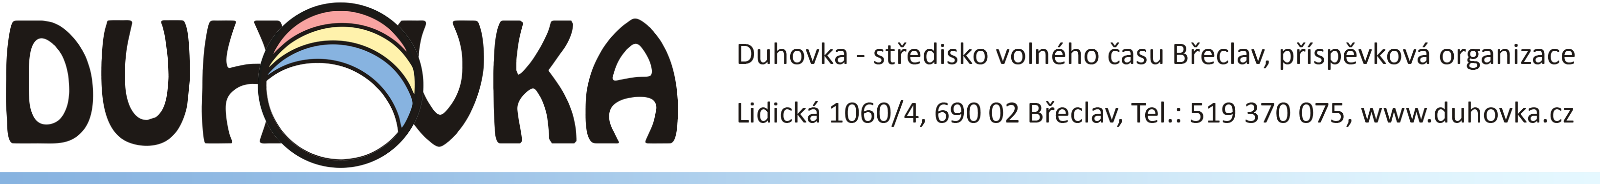 DUHOVKA
Duhovka - středisko volného času Břeclav, příspěvková organizace
Lidická 1060/4, 690 02 Břeclav, Tel.: 519 370 075, www.duhovka.cz